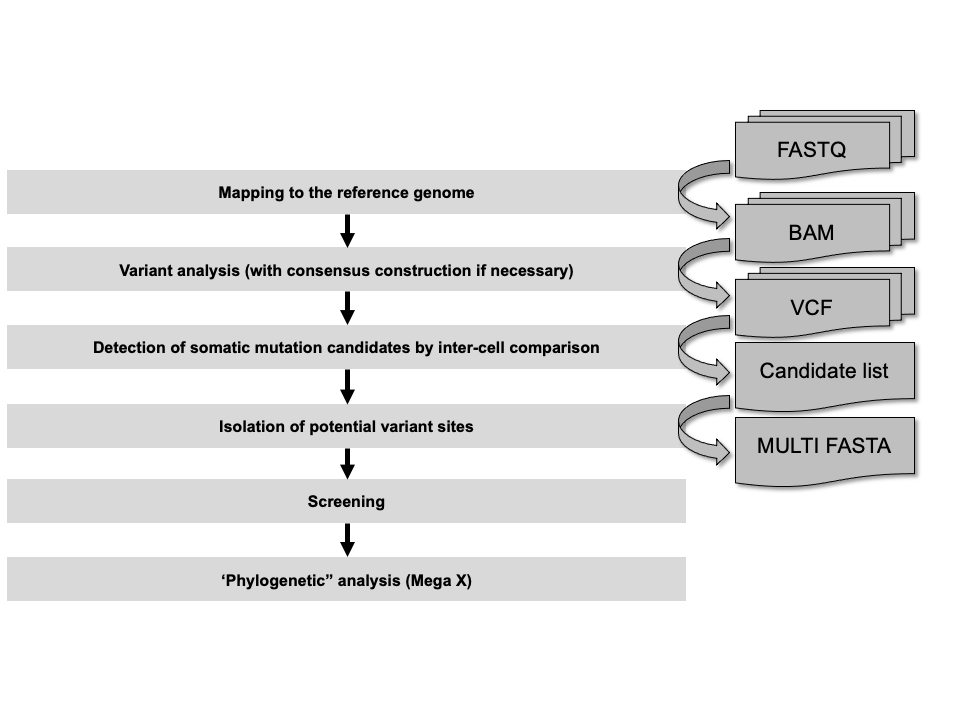 FASTQ
Mapping to the reference genome
BAM
Variant analysis (with consensus construction if necessary)
VCF
Detection of somatic mutation candidates by inter-cell comparison
Candidate list
Isolation of potential variant sites
MULTI FASTA
Screening
‘Phylogenetic” analysis (Mega X)